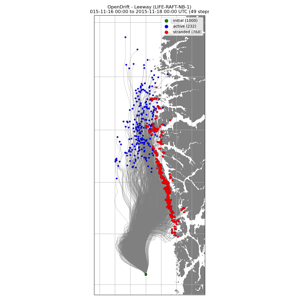 OpenDrift - Leeway (LIFE-RAFT-NB-1)
015-11-16 00:00 to 2015-11-18 00:00 UTC (49 steps
initial (1000)
active (232)
stranded (768)